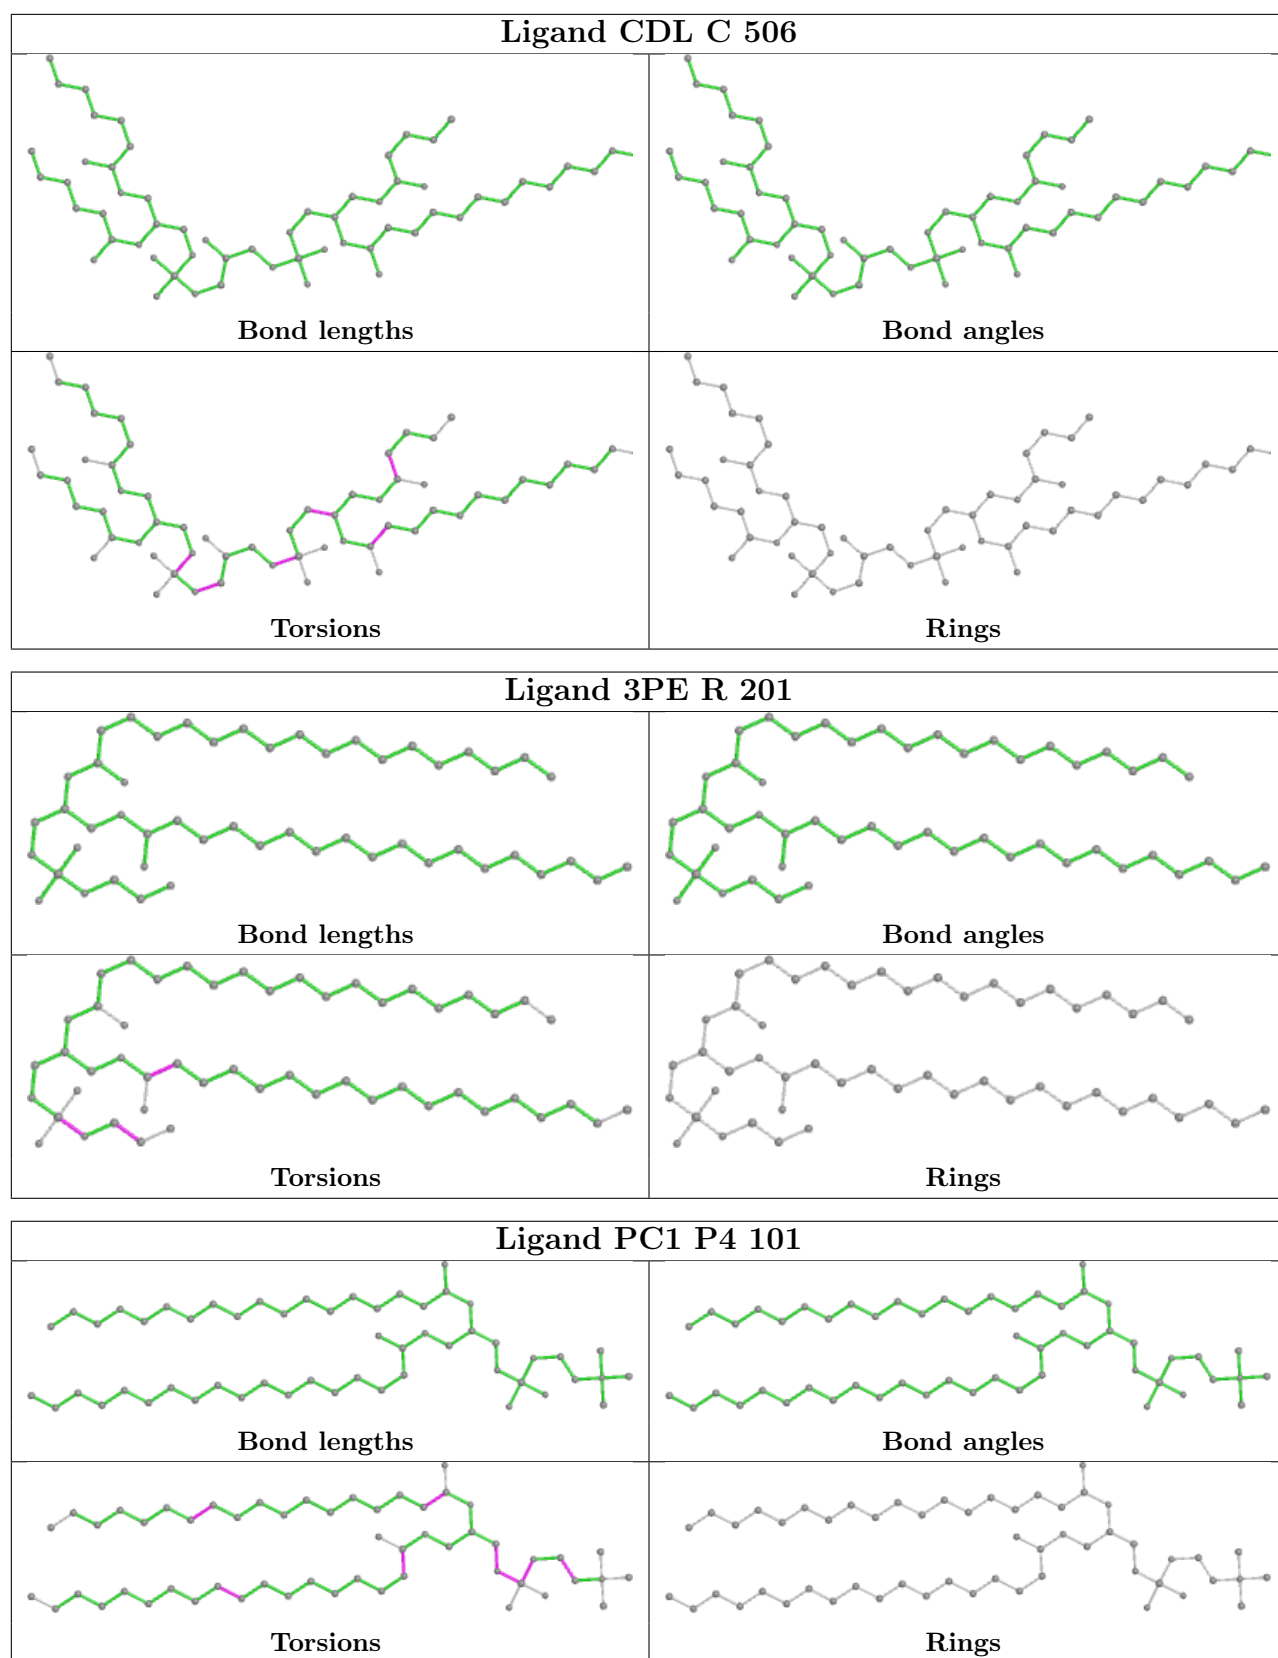 Ligand CDL C 506
Bond lengths
Bond angles
Torsions
Rings
Ligand 3PE R 201
Bond lengths
Bond angles
Torsions
Rings
Ligand PC1 P4 101
Bond lengths
Bond angles
Torsions
Rings